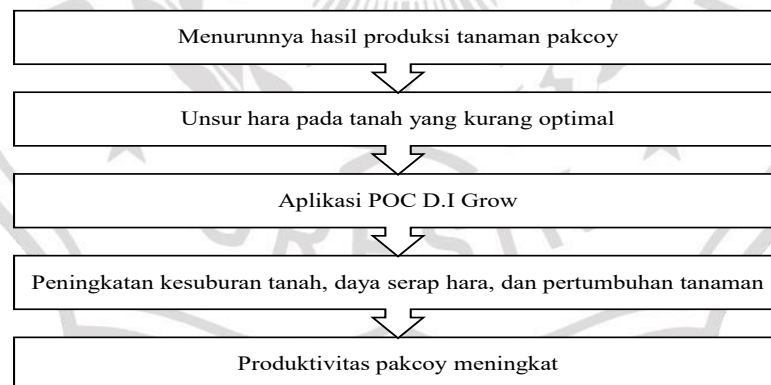 Menurunnya hasil produksi tanaman pakcoy
Unsur hara pada tanah yang kurang optimal
Aplikasi POC D.I Grow
Peningkatan kesuburan tanah, daya serap hara, dan pertumbuhan tanaman
Produktivitas pakcoy meningkat